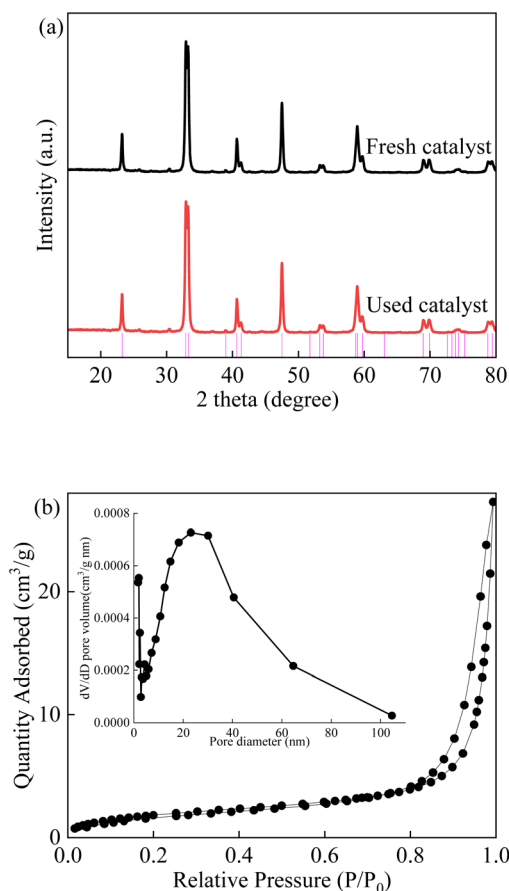 (a)
Intensity (a.u.)
Fresh catalyst
Used catalyst
20 30 40 50 60 70 80
2 theta (degree)
(b)
Quantity Adsorbed (cm³/g)
20
10
0
0.0 0.2 0.4 0.6 0.8 1.0
Relative Pressure (P/P₀)
dV/dD pore volume(cm³/g nm)
0.0008
0.0006
0.0004
0.0002
0.0000
0 20 40 60 80 100
Pore diameter (nm)